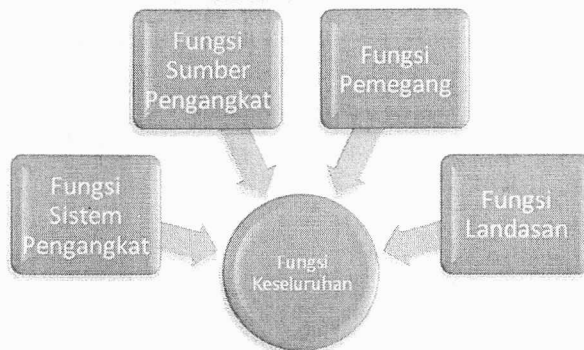 Fungsi
Sumber
Pengangkat
Fungsi
Pemegang
Fungsi
Sistem
Pengangkat
Fungsi
Landasan
Fungsi
Keseluruhan